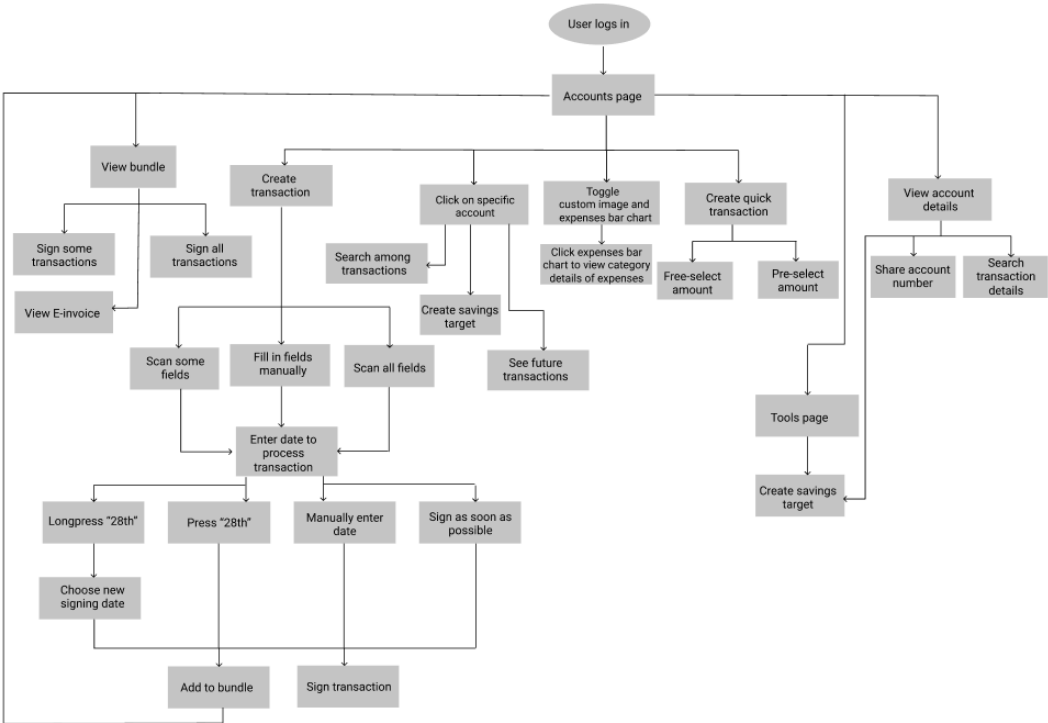 User logs in
Accounts page
View bundle
Create
transaction
Click on specific
account
Toggle
custom image and
expenses bar chart
Create quick
transaction
View account
details
Sign some
transactions
Sign all
transactions
Search among
transactions
Click expenses bar
chart to view category
details of expenses
Free-select
amount
Pre-select
amount
Share account
number
Search
transaction
details
View E-invoice
Create savings
target
Scan some
fields
Fill in fields
manually
Scan all fields
See future
transactions
Tools page
Enter date to
process
transaction
Create savings
target
Longpress “28th”
Press “28th”
Manually enter
date
Sign as soon as
possible
Choose new
signing date
Add to bundle
Sign transaction